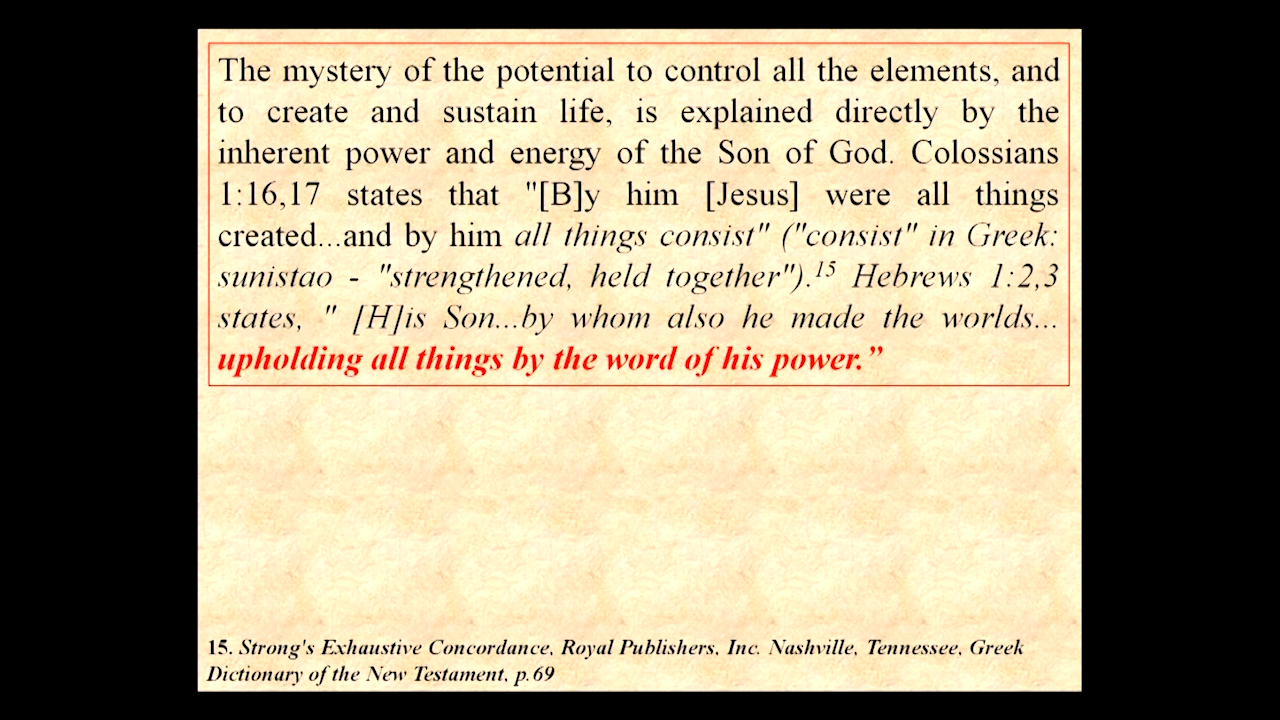 The mystery of the potential to control all the elements, and
to create and sustain life, is explained directly by the
inherent power and energy of the Son of God. Colossians
1:16,17 states that "[B]y him [Jesus] were all things
created...and by him all things consist" ("consist" in Greek:
sunistao - "strengthened, held together").15 Hebrews 1:2,3
states, " [H]is Son...by whom also he made the worlds...
upholding all things by the word of his power.”
15. Strong's Exhaustive Concordance, Royal Publishers, Inc. Nashville, Tennessee, Greek
Dictionary of the New Testament, p.69